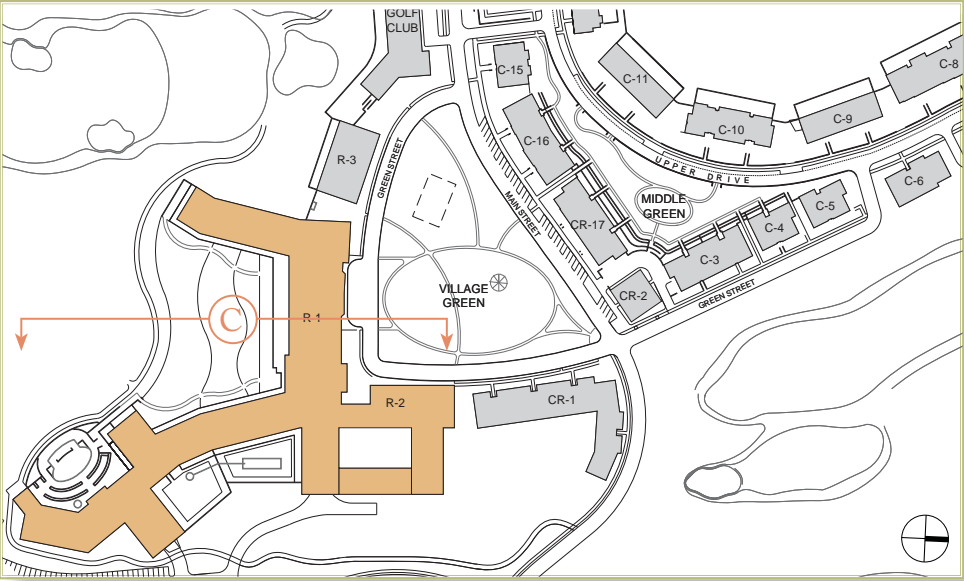 GOLF
CLUB
C-15
C-11
C-8
C-10
C-9
C-16
R-3
GREEN STREET
UPPER DRIVE
C-6
MAIN STREET
MIDDLE
GREEN
C-5
CR-17
C-4
C-3
VILLAGE
GREEN
CR-2
GREEN STREET
C
R-1
R-2
CR-1